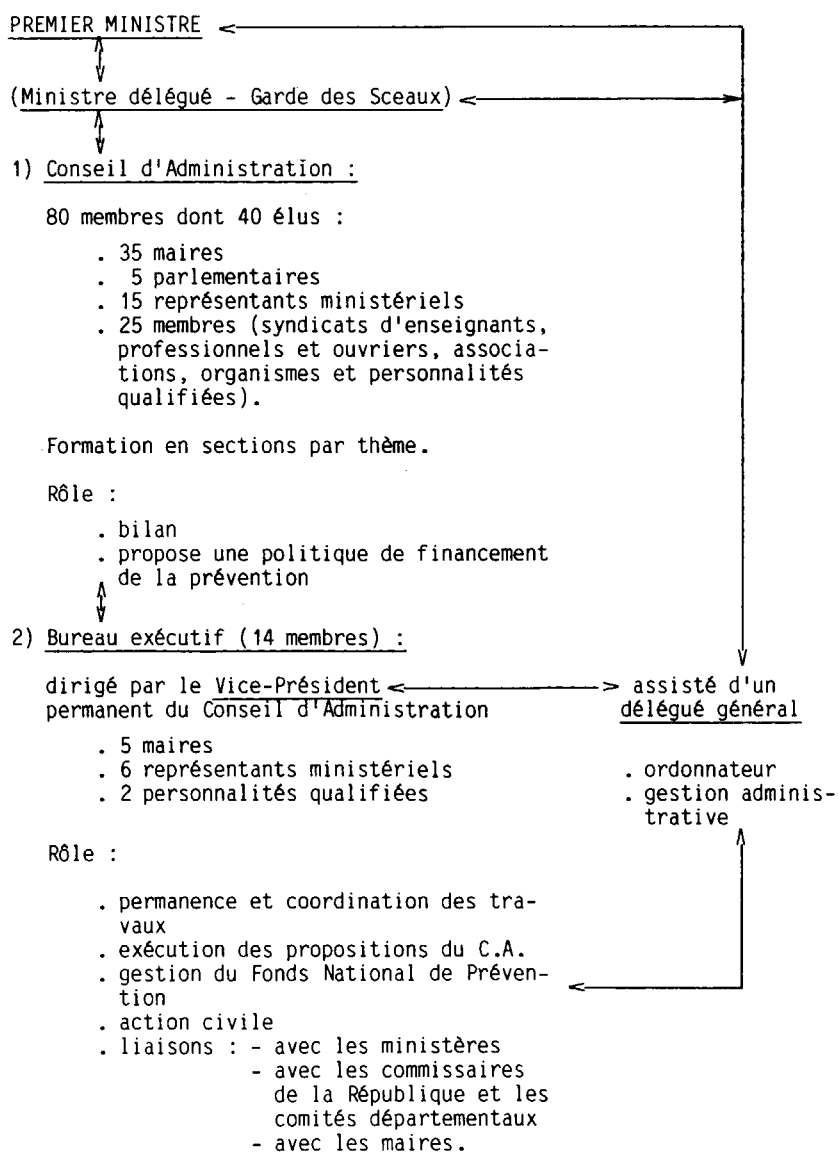 PREMIER MINISTRE
(Ministre délégué - Garde des Sceaux)
1) Conseil d'Administration :
80 membres dont 40 élus :
. 35 maires
. 5 parlementaires
. 15 représentants ministériels
. 25 membres (syndicats d'enseignants,
professionnels et ouvriers, associa-
tions, organismes et personnalités
qualifiées).
Formation en sections par thème.
Rôle :
. bilan
. propose une politique de financement
de la prévention
2) Bureau exécutif (14 membres) :
dirigé par le Vice-Président
permanent du Conseil d'Administration
. 5 maires
. 6 représentants ministériels
. 2 personnalités qualifiées
assisté d'un
délégué général
. ordonnateur
. gestion adminis-
trative
Rôle :
. permanence et coordination des tra-
vaux
. exécution des propositions du C.A.
. gestion du Fonds National de Préven-
tion
. action civile
. liaisons : - avec les ministères
- avec les commissaires
de la République et les
comités départementaux
- avec les maires.